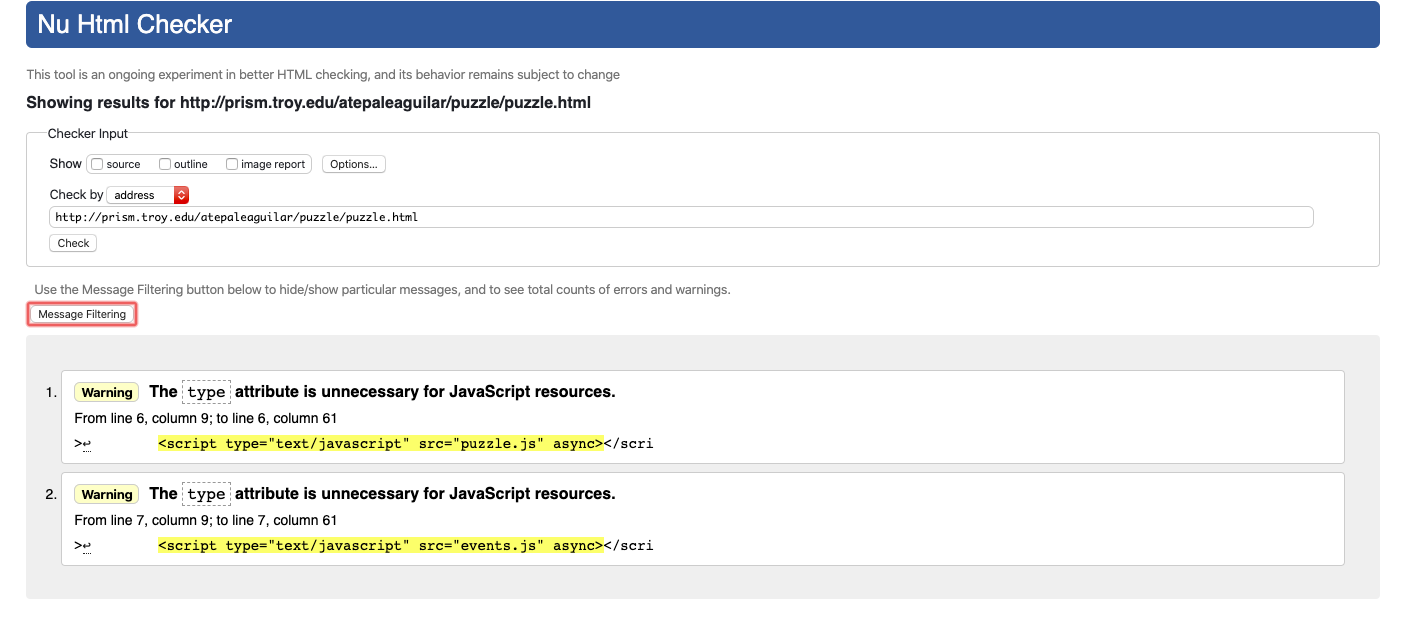 Nu Html Checker
This tool is an ongoing experiment in better HTML checking, and its behavior remains subject to change
Showing results for http://prism.troy.edu/atepaleaguilar/puzzle/puzzle.html
Checker Input
Show source outline image report Options...
Check by address
http://prism.troy.edu/atepaleaguilar/puzzle/puzzle.html
Check
Use the Message Filtering button below to hide/show particular messages, and to see total counts of errors and warnings.
Message Filtering
1. Warning The type attribute is unnecessary for JavaScript resources.
From line 6, column 9; to line 6, column 61
>↩ <script type="text/javascript" src="puzzle.js" async></scri
2. Warning The type attribute is unnecessary for JavaScript resources.
From line 7, column 9; to line 7, column 61
>↩ <script type="text/javascript" src="events.js" async></scri